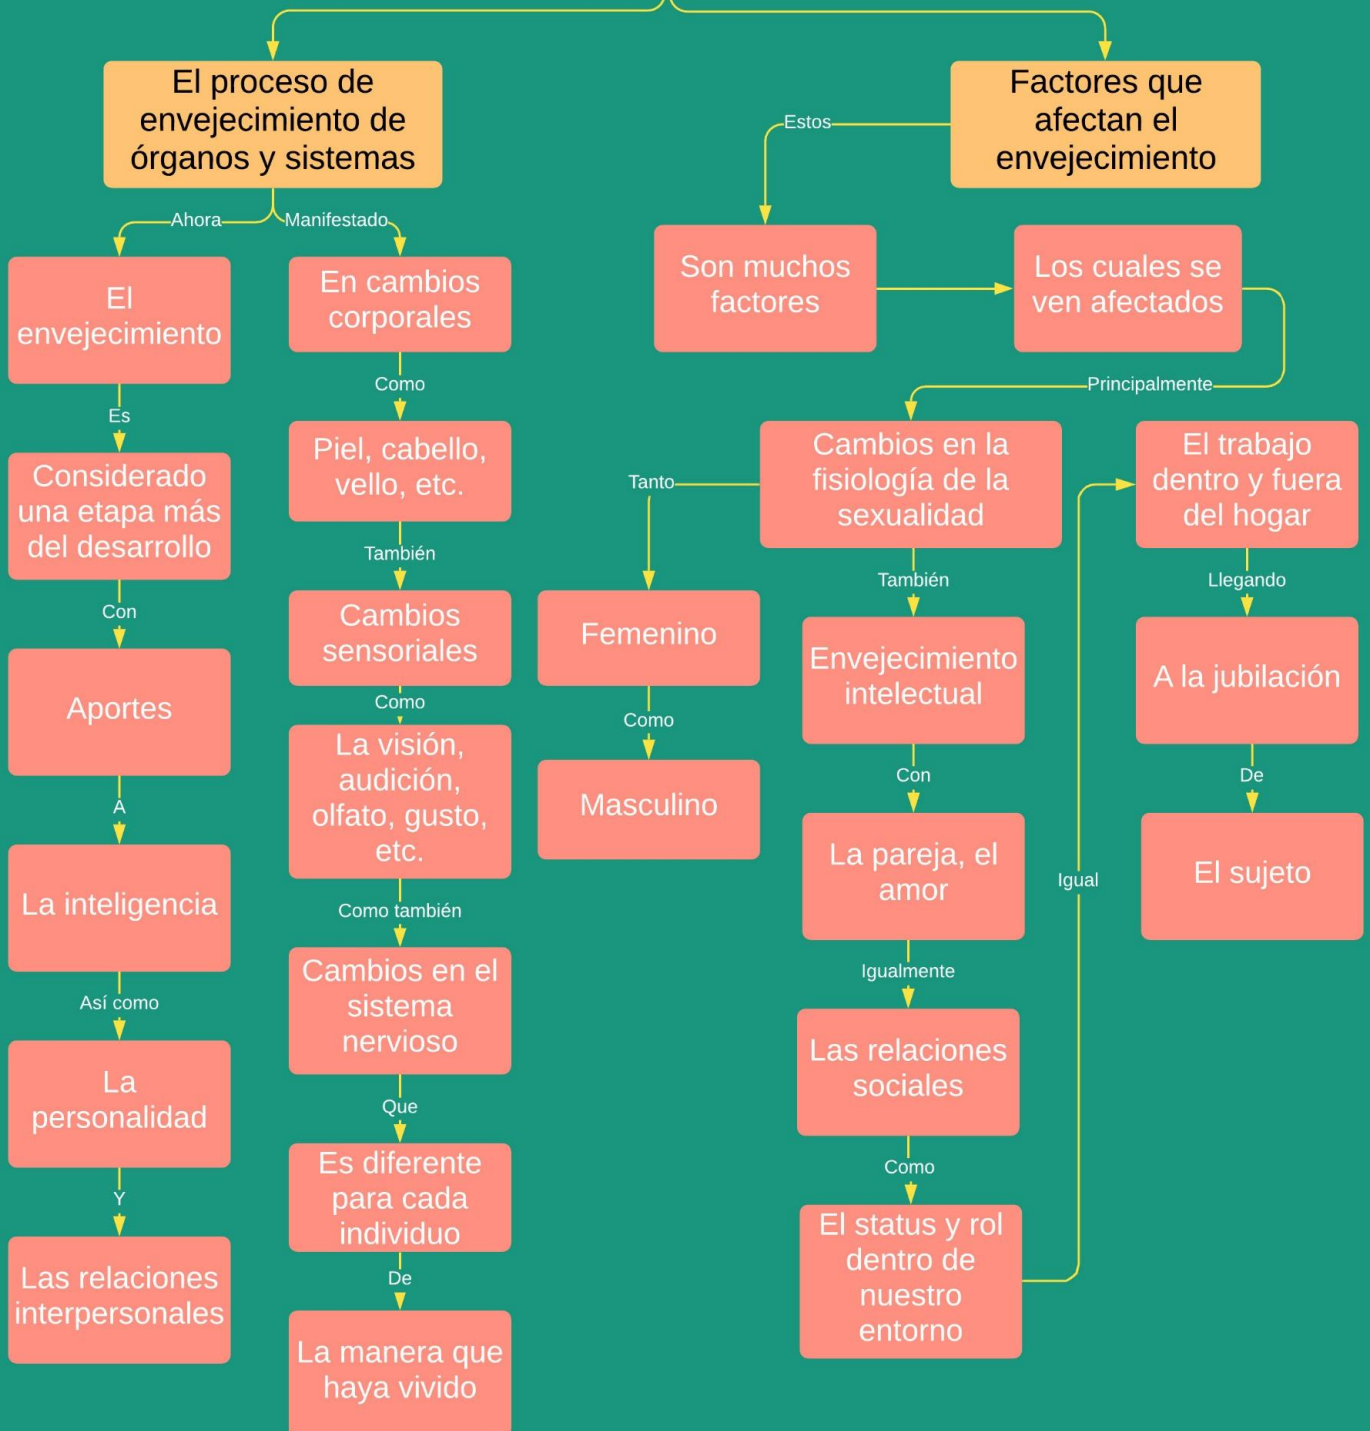 El proceso de
envejecimiento de
órganos y sistemas
Ahora
El
envejecimiento
Es
Considerado
una etapa más
del desarrollo
Con
Aportes
A
La inteligencia
Así como
La
personalidad
Y
Las relaciones
interpersonales
Manifestado
En cambios
corporales
Como
Piel, cabello,
vello, etc.
También
Cambios
sensoriales
Como
La visión,
audición,
olfato, gusto,
etc.
Como también
Cambios en el
sistema
nervioso
Que
Es diferente
para cada
individuo
De
La manera que
haya vivido
Factores que
afectan el
envejecimiento
Estos
Son muchos
factores
Los cuales se
ven afectados
Principalmente
Cambios en la
fisiología de la
sexualidad
Tanto
Femenino
Como
Masculino
También
Envejecimiento
intelectual
Con
La pareja, el
amor
Igualmente
Las relaciones
sociales
Como
El status y rol
dentro de
nuestro
entorno
Igual
El trabajo
dentro y fuera
del hogar
Llegando
A la jubilación
De
El sujeto